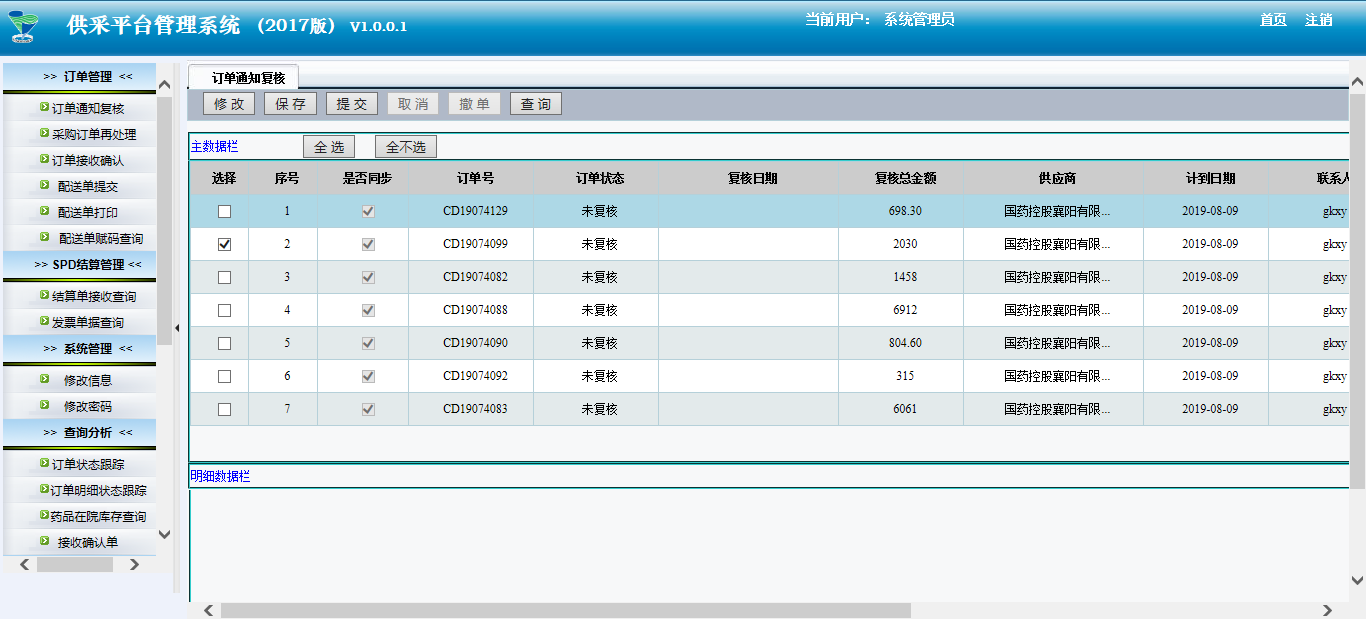 供采平台管理系统 （2017版） V1.0.0.1
当前用户： 系统管理员
首页 注销
>> 订单管理 <<
订单通知复核
采购订单再处理
订单接收确认
配送单提交
配送单打印
配送单赋码查询
>> SPD结算管理 <<
结算单接收查询
发票单据查询
>> 系统管理 <<
修改信息
修改密码
>> 查询分析 <<
订单状态跟踪
订单明细状态跟踪
药品在院库存查询
接收确认单
订单通知复核
修 改 保 存 提 交 取 消 撤 单 查 询
主数据栏 全 选 全不选
选择 序号 是否同步 订单号 订单状态 复核日期 复核总金额 供应商 计到日期 联系人
1 CD19074129 未复核 698.30 国药控股襄阳有限... 2019-08-09 gkxy
2 CD19074099 未复核 2030 国药控股襄阳有限... 2019-08-09 gkxy
3 CD19074082 未复核 1458 国药控股襄阳有限... 2019-08-09 gkxy
4 CD19074088 未复核 6912 国药控股襄阳有限... 2019-08-09 gkxy
5 CD19074090 未复核 804.60 国药控股襄阳有限... 2019-08-09 gkxy
6 CD19074092 未复核 315 国药控股襄阳有限... 2019-08-09 gkxy
7 CD19074083 未复核 6061 国药控股襄阳有限... 2019-08-09 gkxy
明细数据栏